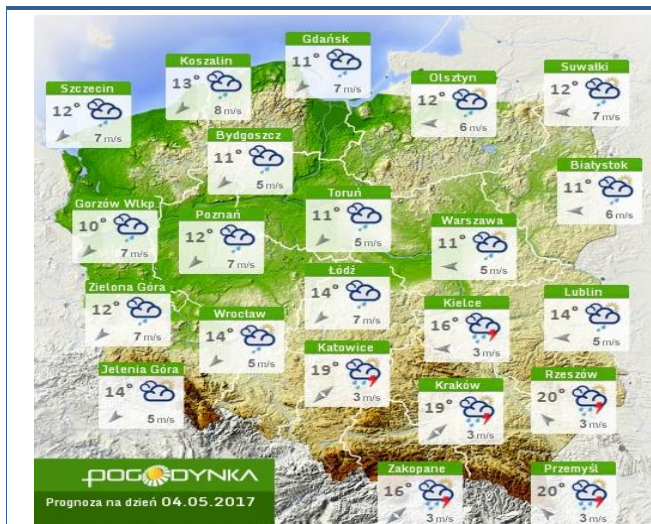 Gdańsk
11°
7 m/s
Koszalin
13°
8 m/s
Suwałki
12°
7 m/s
Olsztyn
12°
6 m/s
Szczecin
12°
7 m/s
Bydgoszcz
11°
5 m/s
Białystok
11°
6 m/s
Toruń
11°
5 m/s
Gorzów Wlkp
10°
7 m/s
Poznań
12°
7 m/s
Warszawa
11°
5 m/s
Łódź
14°
7 m/s
Zielona Góra
12°
7 m/s
Lublin
14°
5 m/s
Kielce
16°
3 m/s
Wrocław
14°
5 m/s
Katowice
19°
3 m/s
Jelenia Góra
14°
5 m/s
Rzeszów
20°
3 m/s
Kraków
19°
3 m/s
Zakopane
16°
3 m/s
Przemyśl
20°
3 m/s
POGODYNKA
Prognoza na dzień 04.05.2017